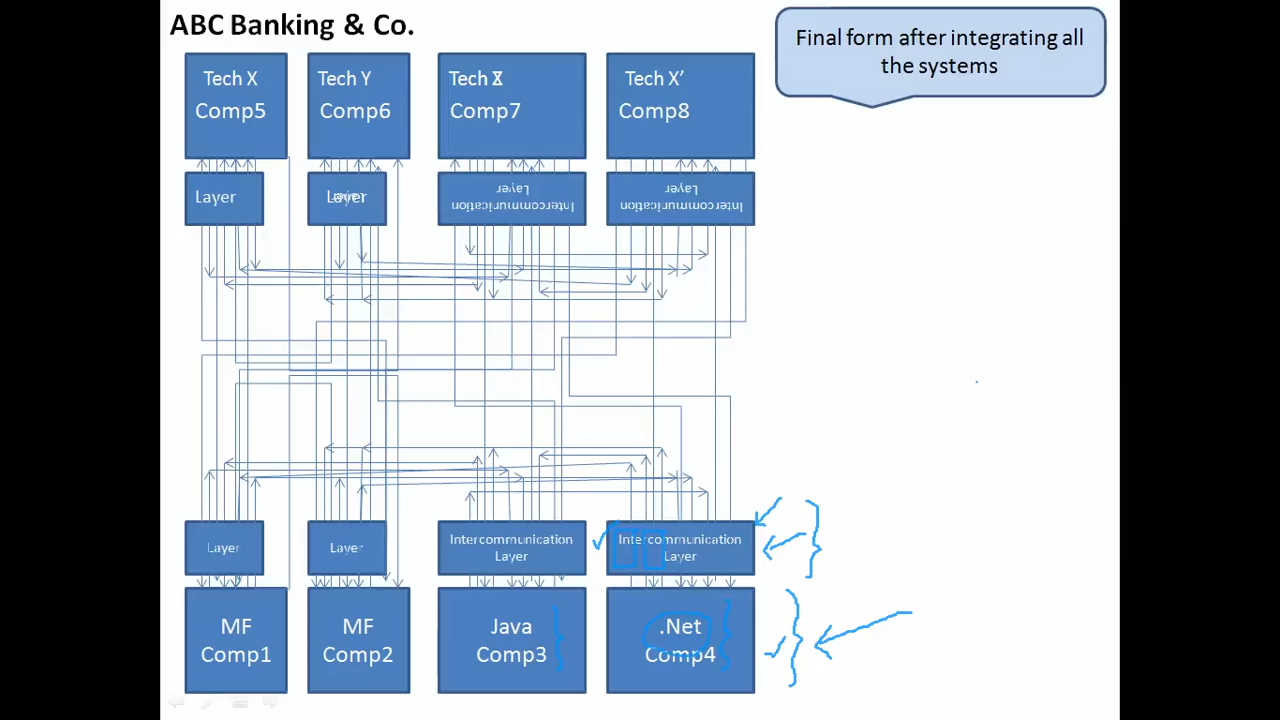 ABC Banking & Co.
Final form after integrating all
the systems
Tech X
Comp5
Tech Y
Comp6
Tech
Comp7
Tech X’
Comp8
Layer
Layer
Intercommunication
Layer
Intercommunication
Layer
Layer
Layer
Intercommunication
Layer
Intercommunication
Layer
MF
Comp1
MF
Comp2
Java
Comp3
.Net
Comp4